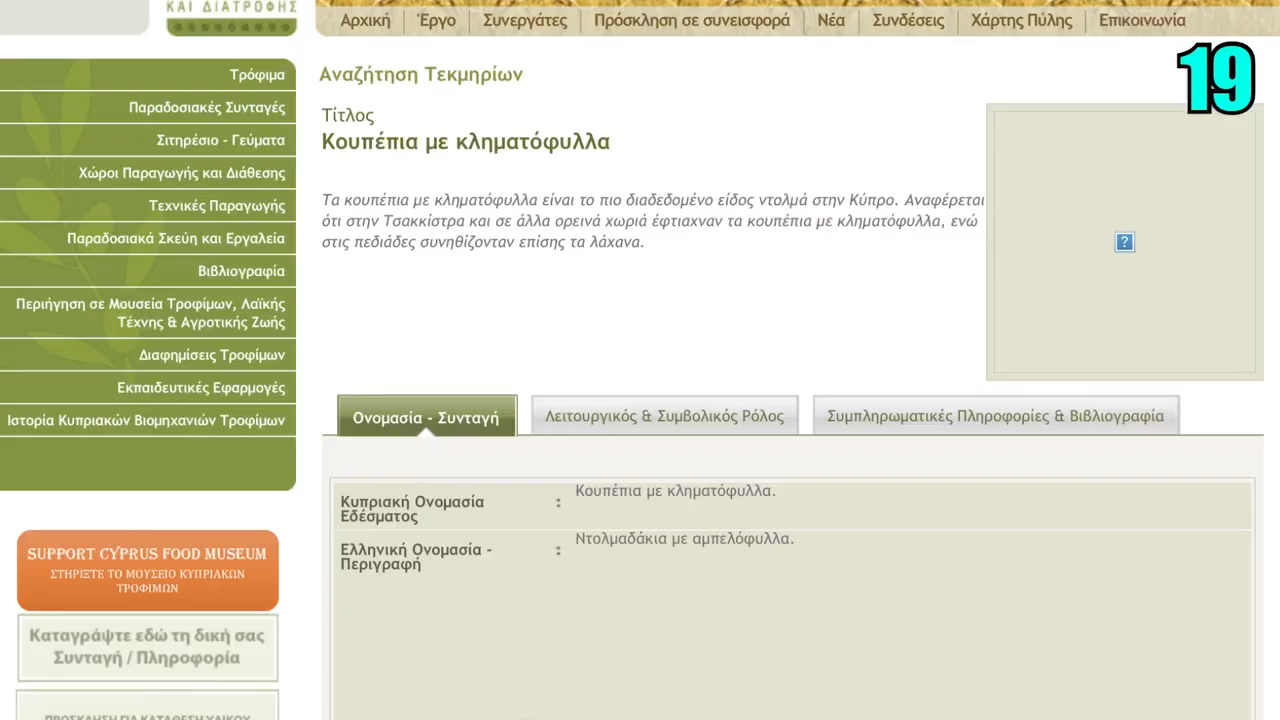 ΚΑΙ ΔΙΑΤΡΟΦΗΣ
Αρχική
Έργο
Συνεργάτες
Πρόσκληση σε συνεισφορά
Νέα
Συνδέσεις
Χάρτης Πύλης
Επικοινωνία
19
Τρόφιμα
Παραδοσιακές Συνταγές
Σιτηρέσιο - Γεύματα
Χώροι Παραγωγής και Διάθεσης
Τεχνικές Παραγωγής
Παραδοσιακά Σκεύη και Εργαλεία
Βιβλιογραφία
Περιήγηση σε Μουσεία Τροφίμων, Λαϊκής
Τέχνης & Αγροτικής Ζωής
Διαφημίσεις Τροφίμων
Εκπαιδευτικές Εφαρμογές
Ιστορία Κυπριακών Βιομηχανιών Τροφίμων
SUPPORT CYPRUS FOOD MUSEUM
ΣΤΗΡΙΞΤΕ ΤΟ ΜΟΥΣΕΙΟ ΚΥΠΡΙΑΚΩΝ
ΤΡΟΦΙΜΩΝ
Καταγράψτε εδώ τη δική σας
Συνταγή / Πληροφορία
ΠΡΟΣΚΛΗΣΗ ΓΙΑ ΚΑΤΑΘΕΣΗ ΥΛΙΚΟΥ
Αναζήτηση Τεκμηρίων
Τίτλος
Κουπέπια με κληματόφυλλα
Τα κουπέπια με κληματόφυλλα είναι το πιο διαδεδομένο είδος ντολμά στην Κύπρο. Αναφέρεται
ότι στην Τσακκίστρα και σε άλλα ορεινά χωριά έφτιαχναν τα κουπέπια με κληματόφυλλα, ενώ
στις πεδιάδες συνηθίζονταν επίσης τα λάχανα.
Ονομασία - Συνταγή
Λειτουργικός & Συμβολικός Ρόλος
Συμπληρωματικές Πληροφορίες & Βιβλιογραφία
Κυπριακή Ονομασία
Εδέσματος
:
Κουπέπια με κληματόφυλλα.
Ελληνική Ονομασία -
Περιγραφή
:
Ντολμαδάκια με αμπελόφυλλα.